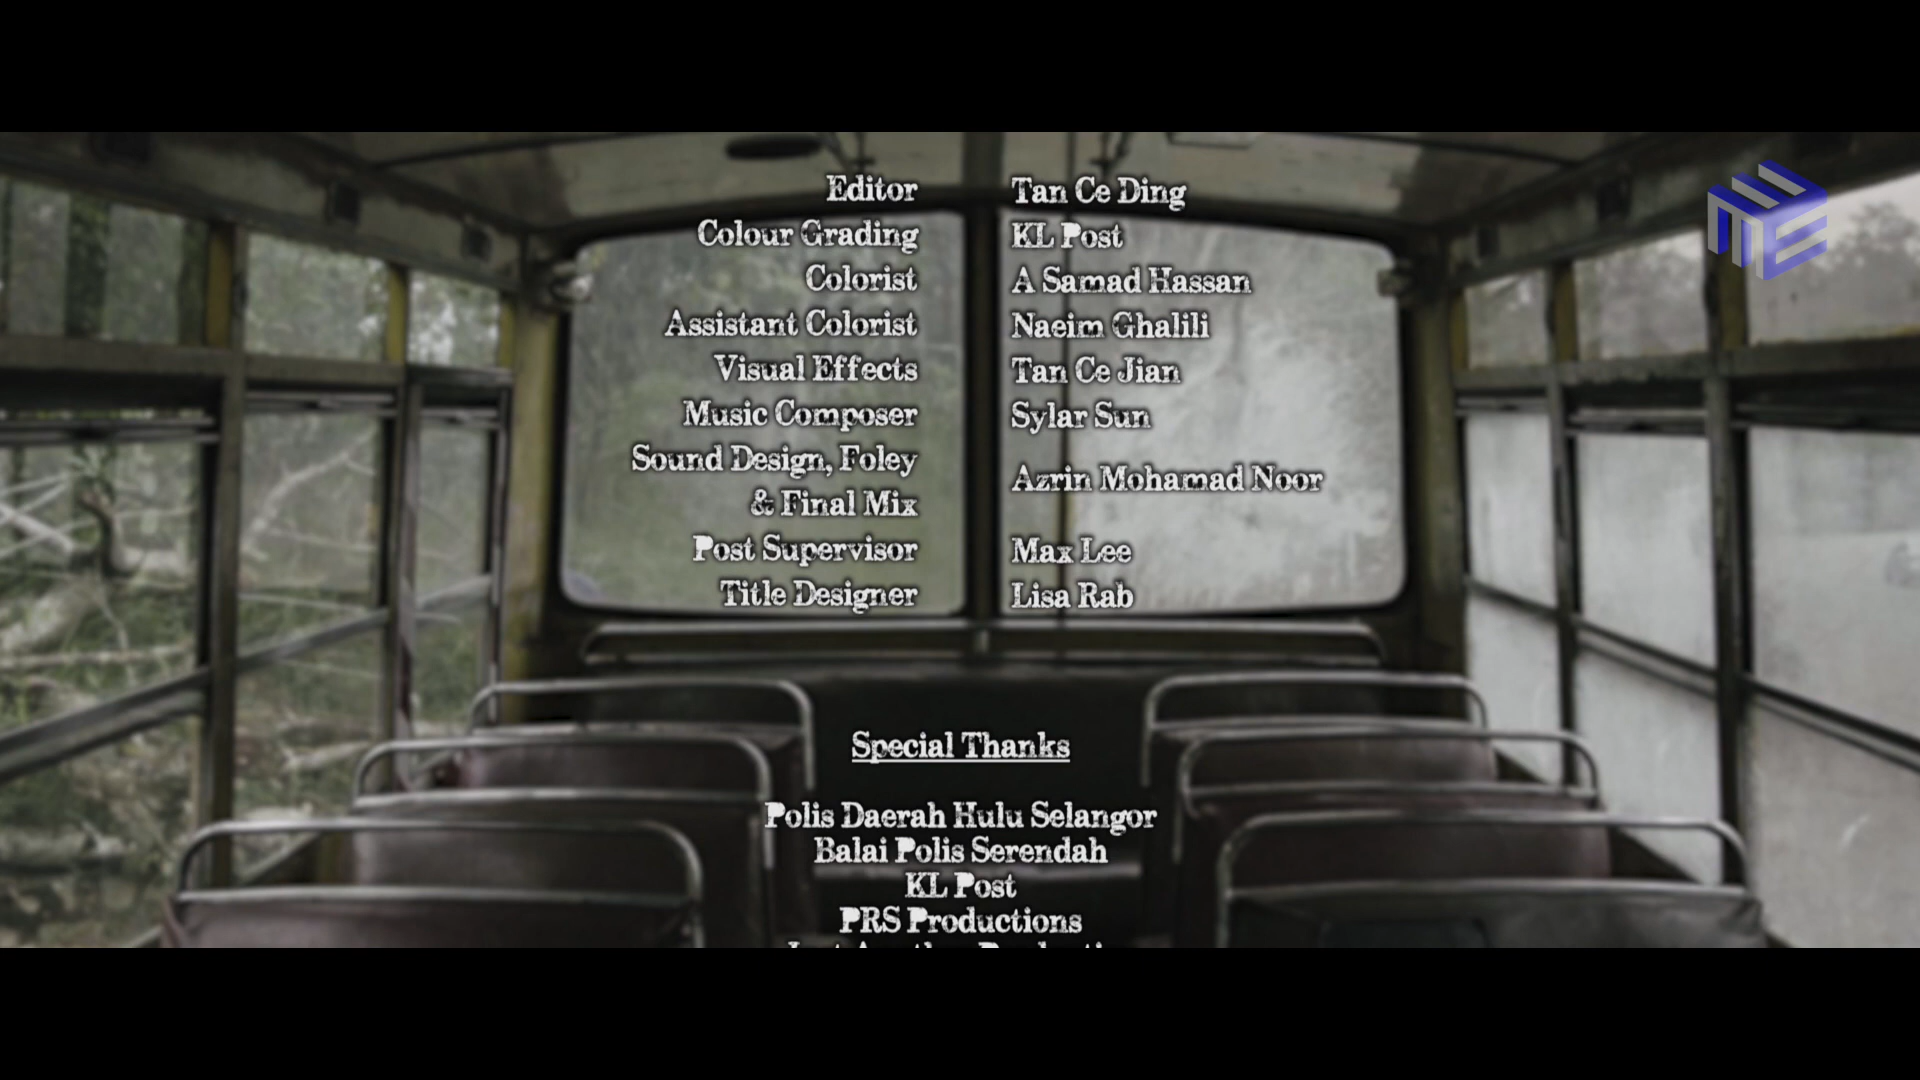 Editor Tan Ce Ding
Colour Grading KL Post
Colorist A Samad Hassan
Assistant Colorist Naeim Ghalili
Visual Effects Tan Ce Jian
Music Composer Sylar Sun
Sound Design, Foley
& Final Mix Azrin Mohamad Noor
Post Supervisor Max Lee
Title Designer Lisa Rab
Special Thanks
Polis Daerah Hulu Selangor
Balai Polis Serendah
KL Post
PRS Productions